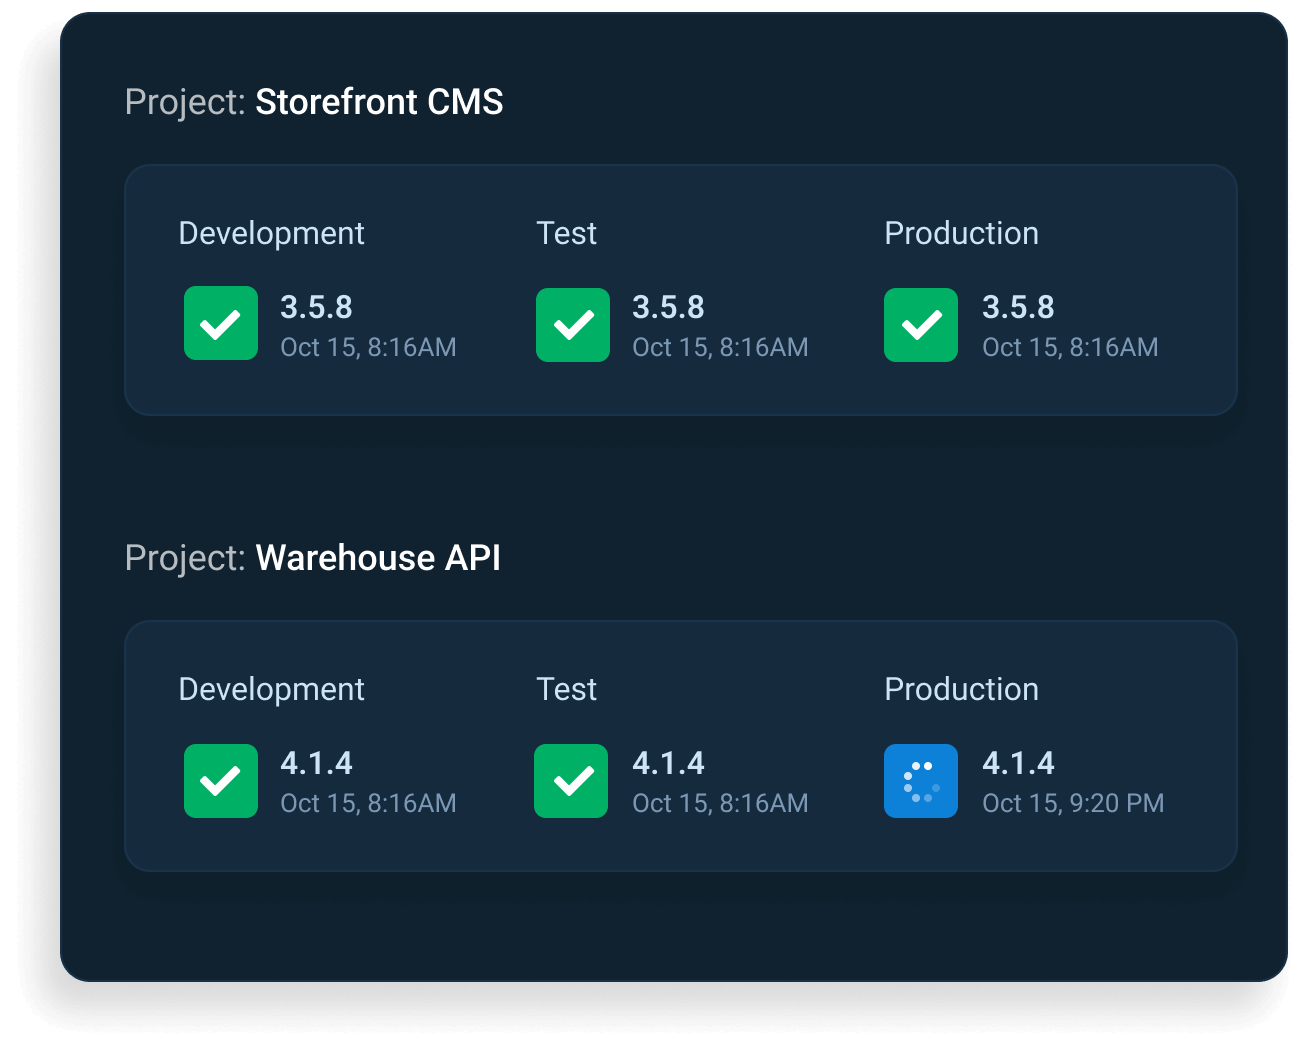 Project: Storefront CMS
Development
Test
Production
3.5.8
Oct 15, 8:16AM
3.5.8
Oct 15, 8:16AM
3.5.8
Oct 15, 8:16AM
Project: Warehouse API
Development
Test
Production
4.1.4
Oct 15, 8:16AM
4.1.4
Oct 15, 8:16AM
4.1.4
Oct 15, 9:20 PM